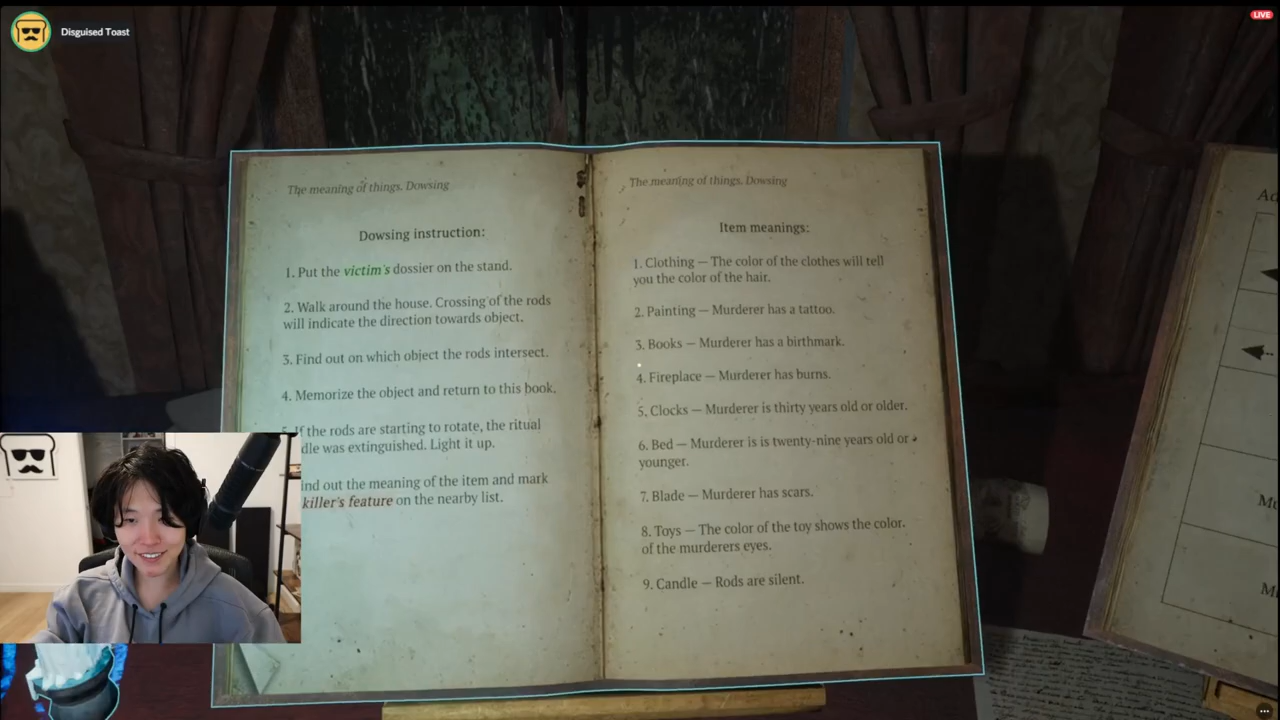 Disguised Toast
LIVE
The meaning of things. Dowsing
Dowsing instruction:
1. Put the victim's dossier on the stand.
2. Walk around the house. Crossing of the rods
will indicate the direction towards object.
3. Find out on which object the rods intersect.
4. Memorize the object and return to this book.
If the rods are starting to rotate, the ritual
dle was extinguished. Light it up.
ind out the meaning of the item and mark
killer's feature on the nearby list.
The meaning of things. Dowsing
Item meanings:
1. Clothing — The color of the clothes will tell
you the color of the hair.
2. Painting — Murderer has a tattoo.
3. Books — Murderer has a birthmark.
4. Fireplace — Murderer has burns.
5. Clocks — Murderer is thirty years old or older.
6. Bed — Murderer is is twenty-nine years old or
younger.
7. Blade — Murderer has scars.
8. Toys — The color of the toy shows the color.
of the murderers eyes.
9. Candle — Rods are silent.